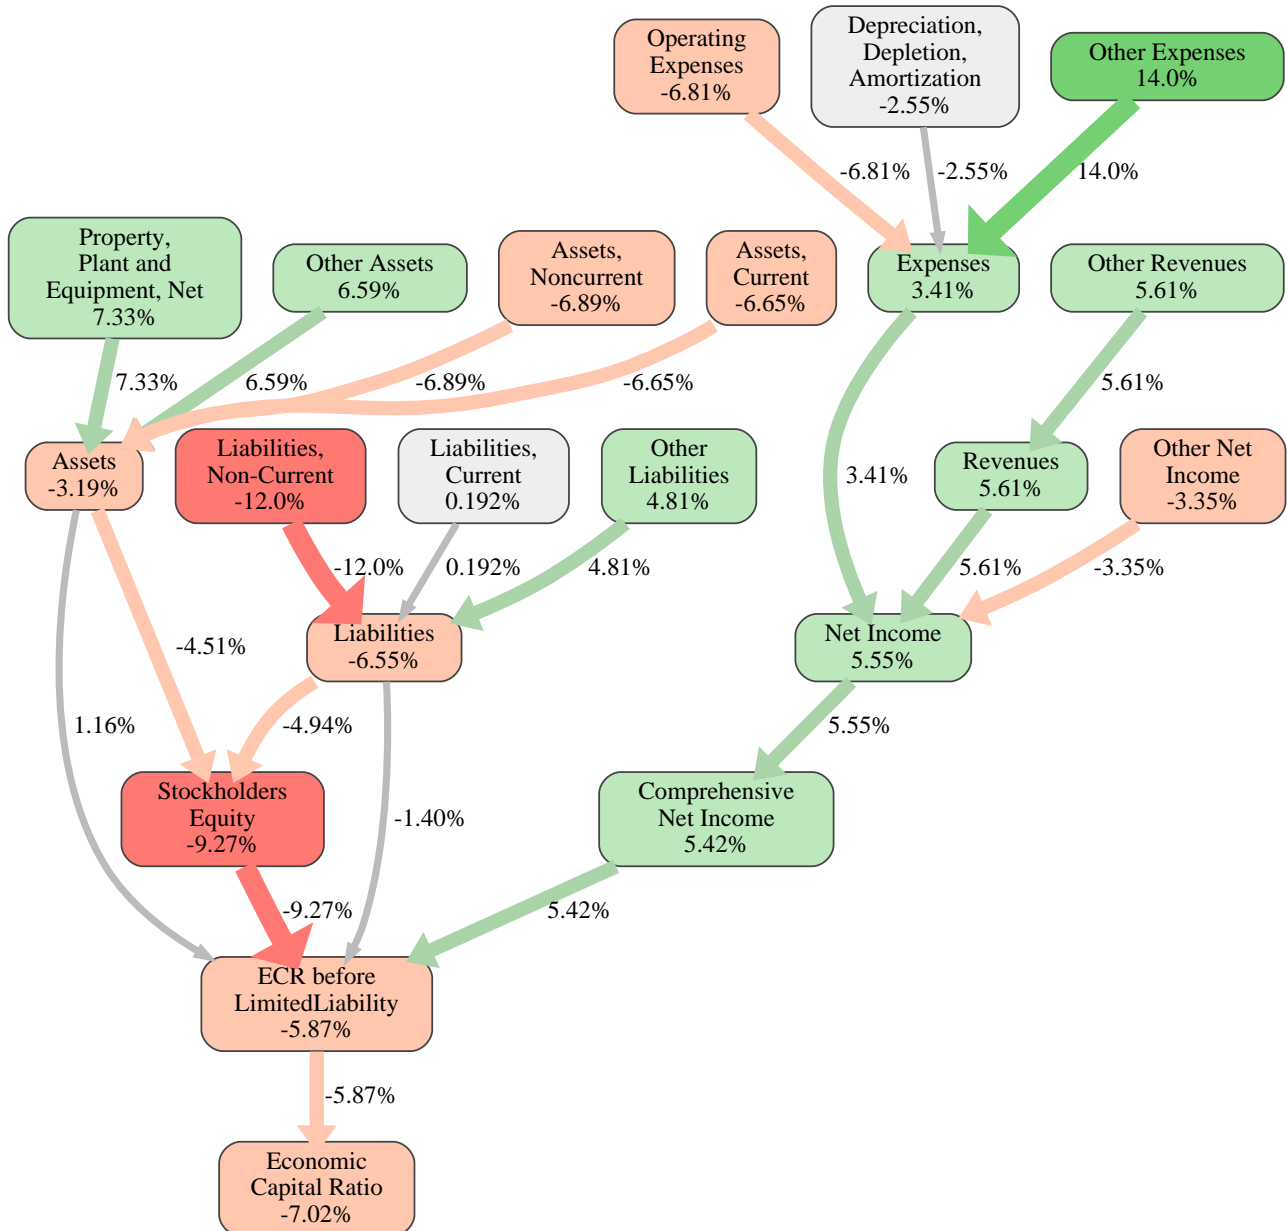 Operating
Expenses
-6.81%
Depreciation,
Depletion,
Amortization
-2.55%
Other Expenses
14.0%
-6.81%
-2.55%
14.0%
Property,
Plant and
Equipment, Net
7.33%
Other Assets
6.59%
Assets,
Noncurrent
-6.89%
Assets,
Current
-6.65%
Expenses
3.41%
Other Revenues
5.61%
7.33%
6.59%
-6.89%
-6.65%
5.61%
Assets
-3.19%
Liabilities,
Non-Current
-12.0%
Liabilities,
Current
0.192%
Other
Liabilities
4.81%
3.41%
Revenues
5.61%
Other Net
Income
-3.35%
-12.0%
0.192%
4.81%
5.61%
-3.35%
-4.51%
Liabilities
-6.55%
Net Income
5.55%
1.16%
-4.94%
5.55%
Stockholders
Equity
-9.27%
-1.40%
Comprehensive
Net Income
5.42%
-9.27%
5.42%
ECR before
LimitedLiability
-5.87%
-5.87%
Economic
Capital Ratio
-7.02%